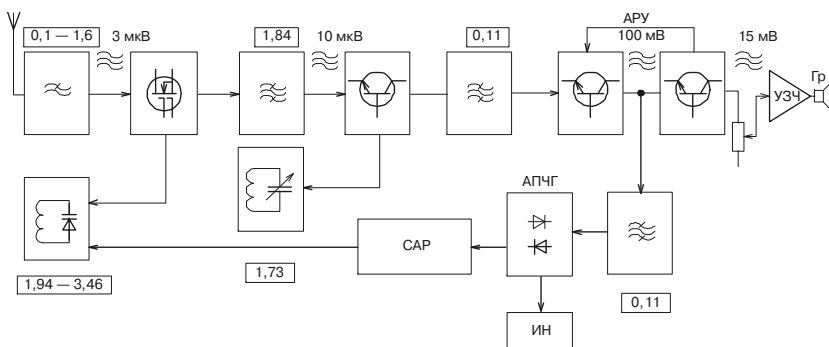 АРУ
0,1 — 1,6
3 мкВ
1,84
10 мкВ
0,11
100 мВ
15 мВ
Гр
УЗЧ
АПЧГ
САР
1,94 — 3,46
1,73
0,11
ИН